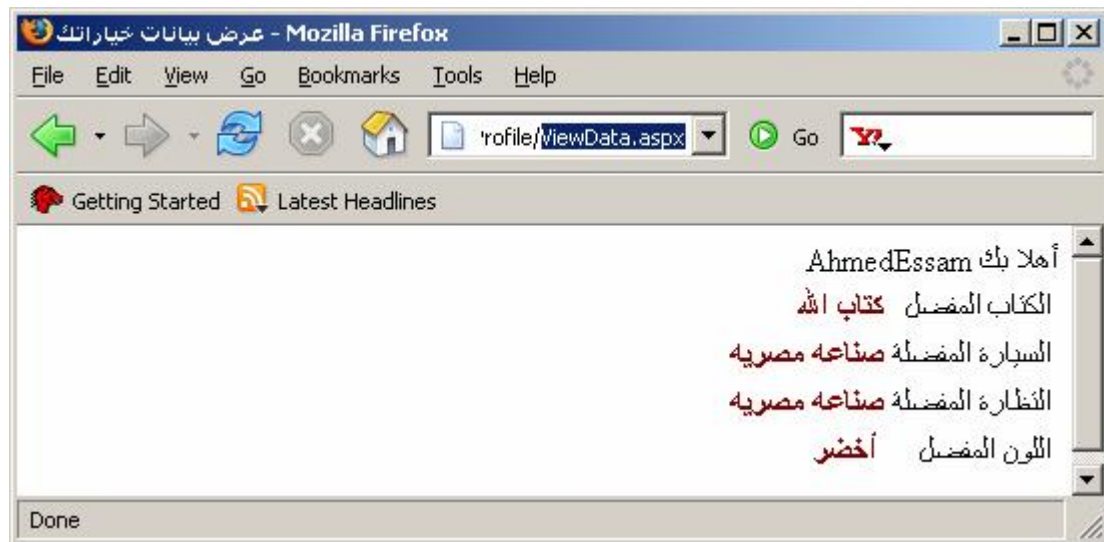 عرض بيانات خياراتك - Mozilla Firefox
File Edit View Go Bookmarks Tools Help
rofile/ViewData.aspx Go Y!
Getting Started Latest Headlines
أهلا بك AhmedEssam
الكتاب المفضل كتاب الله
السيارة المفضلة صناعه مصريه
النظارة المفضلة صناعه مصريه
اللون المفضل أخضر
Done